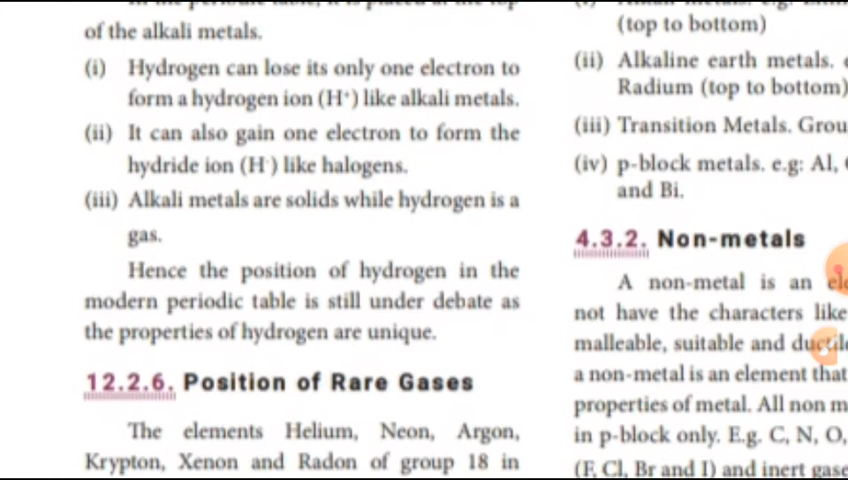 of the alkali metals.
(i) Hydrogen can lose its only one electron to
form a hydrogen ion (H⁺) like alkali metals.
(ii) It can also gain one electron to form the
hydride ion (H⁻) like halogens.
(iii) Alkali metals are solids while hydrogen is a
gas.
Hence the position of hydrogen in the
modern periodic table is still under debate as
the properties of hydrogen are unique.
12.2.6. Position of Rare Gases
The elements Helium, Neon, Argon,
Krypton, Xenon and Radon of group 18 in
(top to bottom)
(ii) Alkaline earth metals.
Radium (top to bottom)
(iii) Transition Metals. Grou
(iv) p-block metals. e.g: Al,
and Bi.
4.3.2. Non-metals
A non-metal is an ele
not have the characters like
malleable, suitable and ductile
a non-metal is an element that
properties of metal. All non m
in p-block only. E.g. C, N, O,
(F, Cl, Br and I) and inert gase